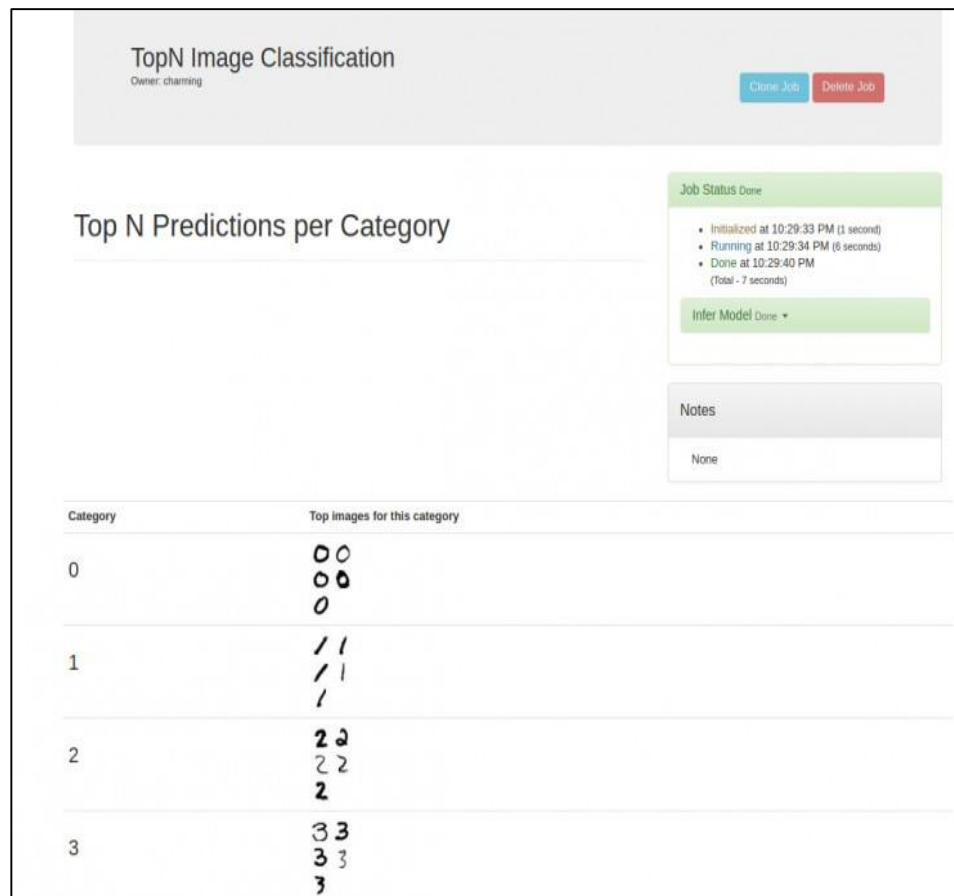 TopN Image Classification
Owner: charming
Clone Job Delete Job
Top N Predictions per Category
Job Status Done
Initialized at 10:29:33 PM (1 second)
Running at 10:29:34 PM (6 seconds)
Done at 10:29:40 PM
(Total - 7 seconds)
Infer Model Done
Notes
None
Category Top images for this category
0
0 0
0 0
0
1
1 1
1 1
1
2
2 2
2 2
2
3
3 3
3 3
3